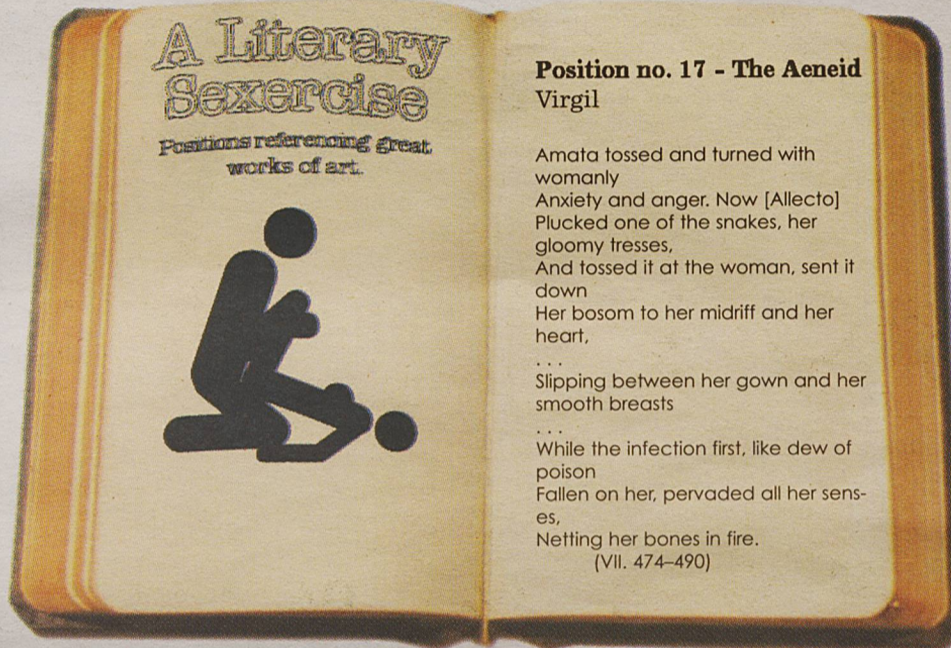 A Literary
Sexercise
Positions referencing great
works of art.
Position no. 17 - The Aeneid
Virgil
Amata tossed and turned with
womanly
Anxiety and anger. Now [Allecto]
Plucked one of the snakes, her
gloomy tresses,
And tossed it at the woman, sent it
down
Her bosom to her midriff and her
heart,
. . .
Slipping between her gown and her
smooth breasts
. . .
While the infection first, like dew of
poison
Fallen on her, pervaded all her sens-
es,
Netting her bones in fire.
(VII. 474–490)